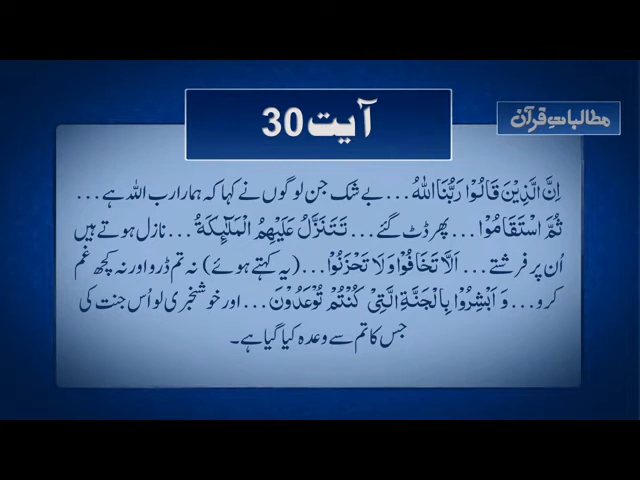 مطالباتِ قرآن
آیت 30
اِنَّ الَّذِیْنَ قَالُوْا رَبُّنَا اللّٰہُ... بے شک جن لوگوں نے کہا کہ ہمارا رب اللہ ہے...
ثُمَّ اسْتَقَامُوْا... پھر ڈٹ گئے... تَتَنَزَّلُ عَلَیْھِمُ الْمَلٰٓئِکَۃُ... نازل ہوتے ہیں
اُن پر فرشتے... اَلَّا تَخَافُوْا وَلَا تَحْزَنُوْا... (یہ کہتے ہوئے) نہ تم ڈرو اور نہ کچھ غم
کرو... وَ اَبْشِرُوْا بِالْجَنَّۃِ الَّتِیْ کُنْتُمْ تُوْعَدُوْنَ... اور خوشخبری لو اُس جنت کی
جس کا تم سے وعدہ کیا گیا ہے۔